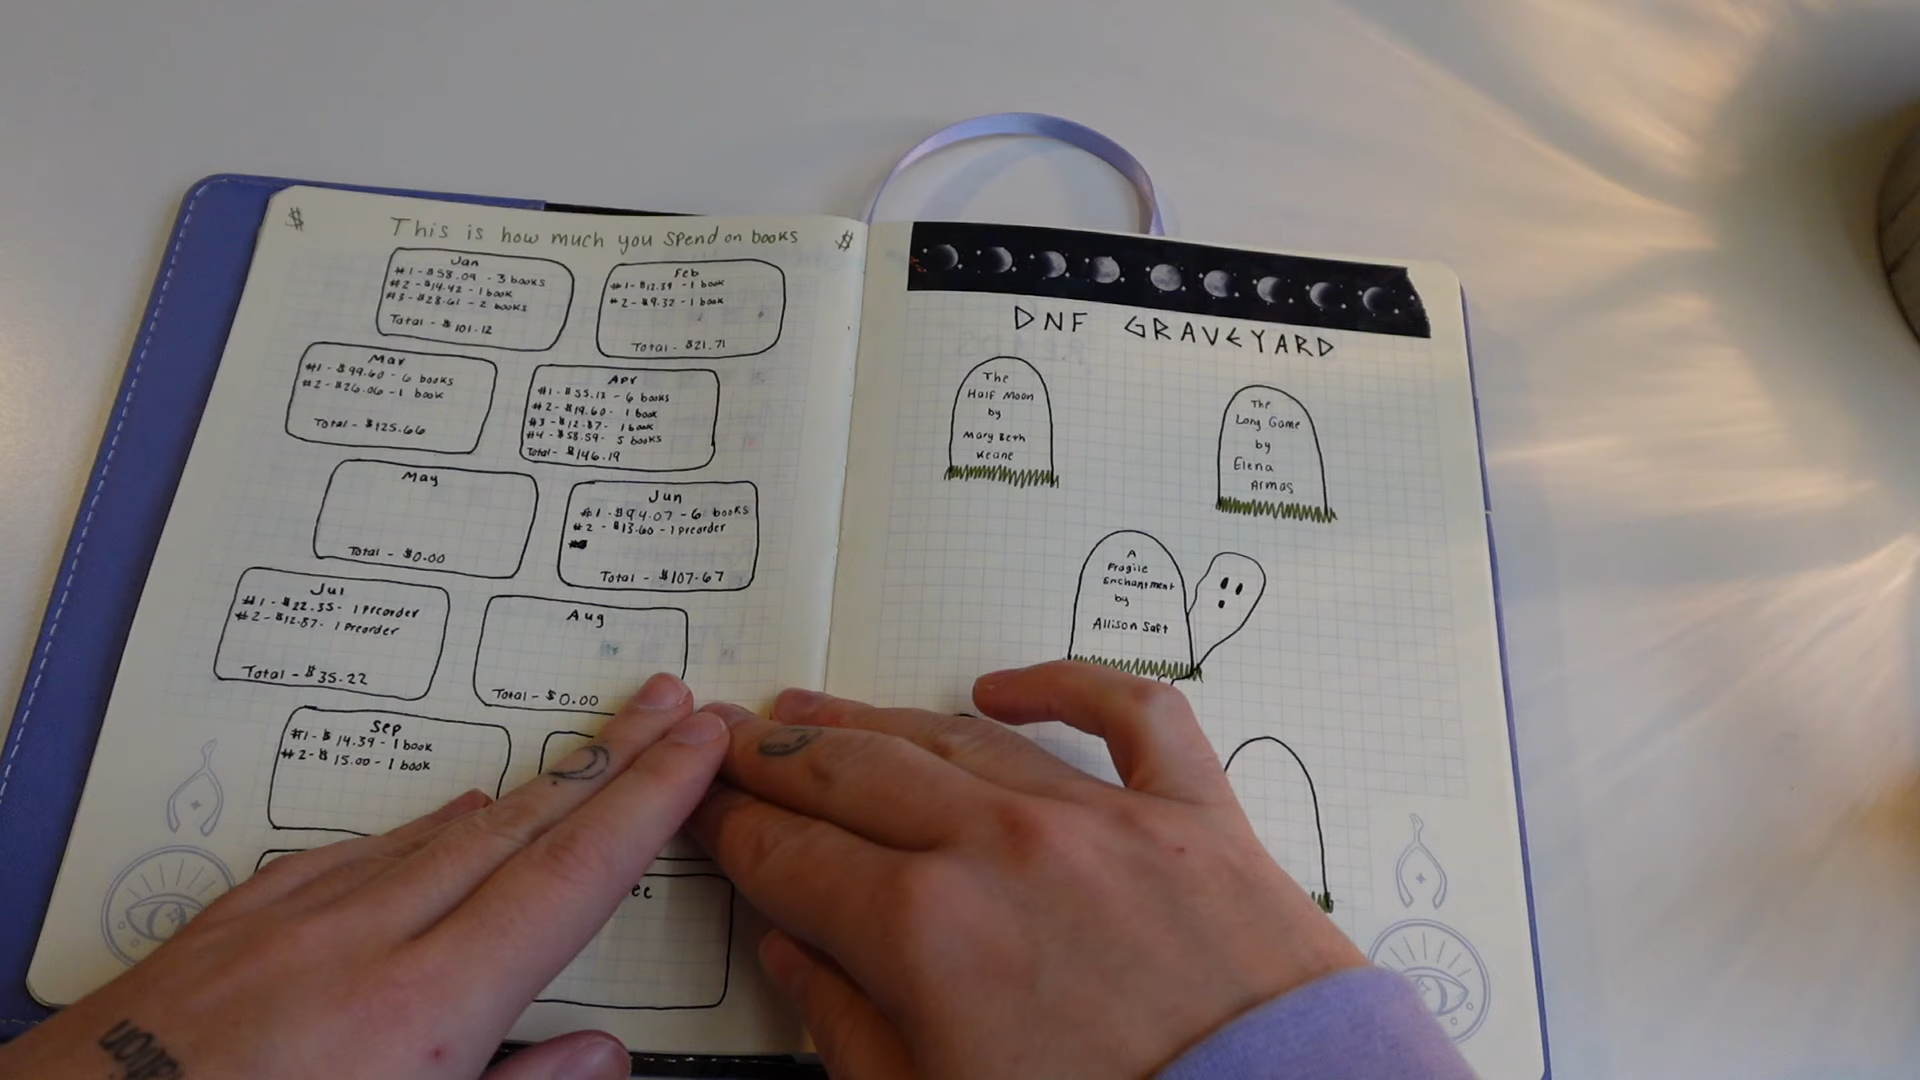 $ This is how much you spend on books $
Jan
#1 - $58.09 - 3 books
#2 - $14.42 - 1 book
#3 - $28.61 - 2 books
Total - $101.12
Feb
#1 - $12.39 - 1 book
#2 - $9.32 - 1 book
Total - $21.71
Mar
#1 - $99.60 - 6 books
#2 - $26.06 - 1 book
Total - $125.66
Apr
#1 - $55.13 - 6 books
#2 - $19.60 - 1 book
#3 - $12.87 - 1 book
#4 - $58.59 - 5 books
Total - $146.19
May
Total - $0.00
Jun
#1 - $94.07 - 6 books
#2 - $13.60 - 1 preorder
Total - $107.67
Jul
#1 - $22.35 - 1 Preorder
#2 - $12.87 - 1 Preorder
Total - $35.22
Aug
Total - $0.00
Sep
#1 - $14.39 - 1 book
#2 - $15.00 - 1 book
DNF GRAVEYARD
The
Half Moon
by
Mary Beth
Keane
The
Long Game
by
Elena
Armas
A
Fragile
Enchantment
by
Allison Saft